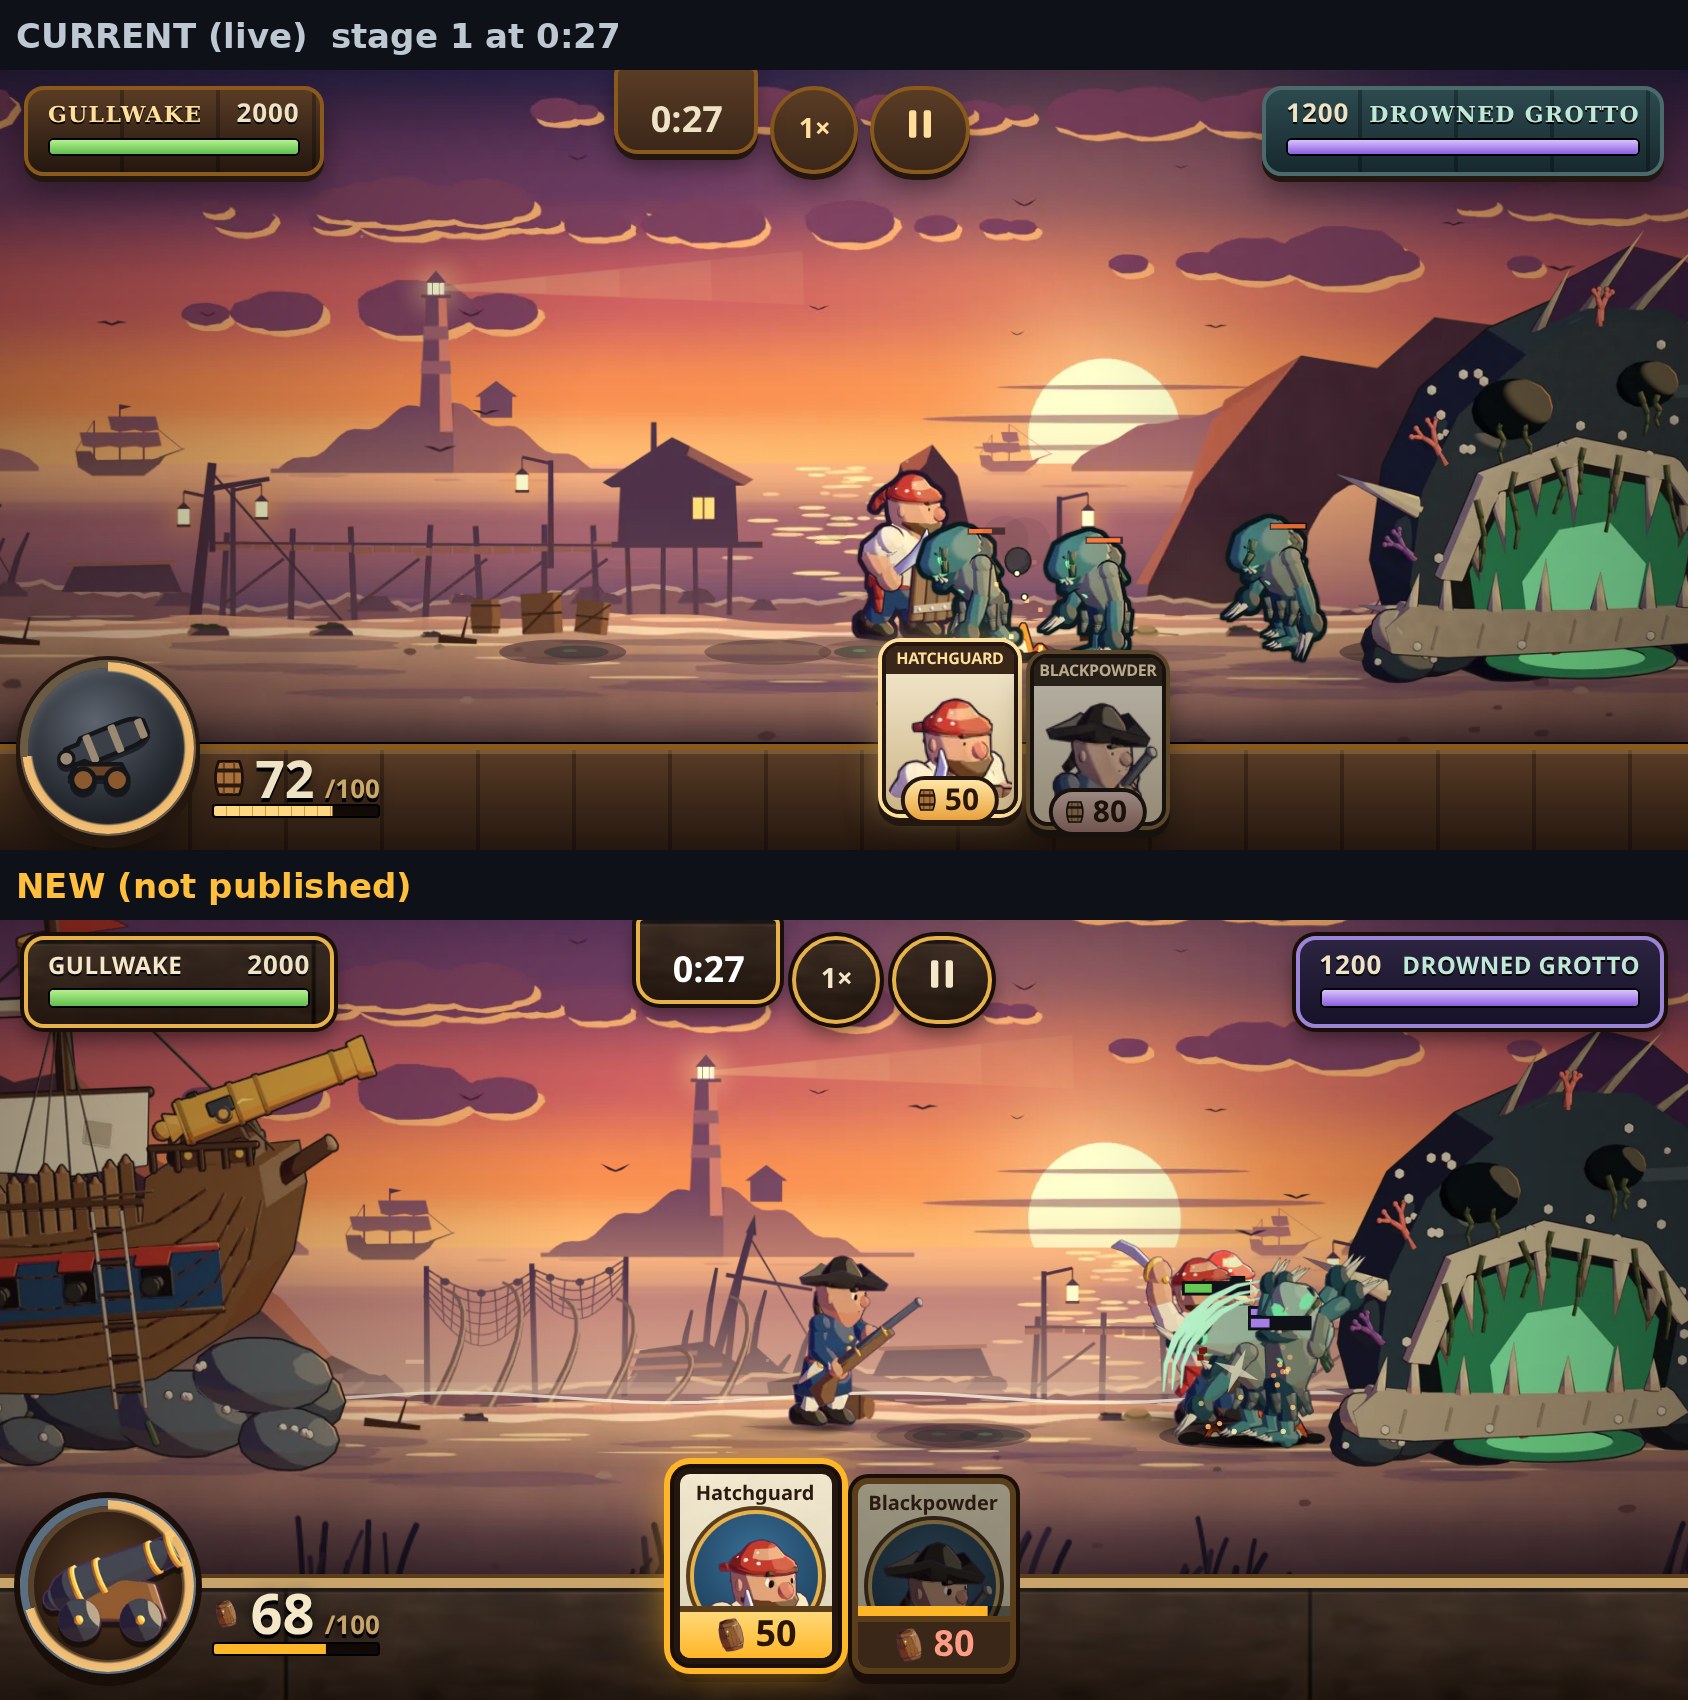 CURRENT (live)  stage 1 at 0:27
GULLWAKE 2000
0:27
1×
1200 DROWNED GROTTO
HATCHGUARD
50
BLACKPOWDER
80
72 /100
NEW (not published)
GULLWAKE 2000
0:27
1×
1200 DROWNED GROTTO
Hatchguard
50
Blackpowder
80
68 /100